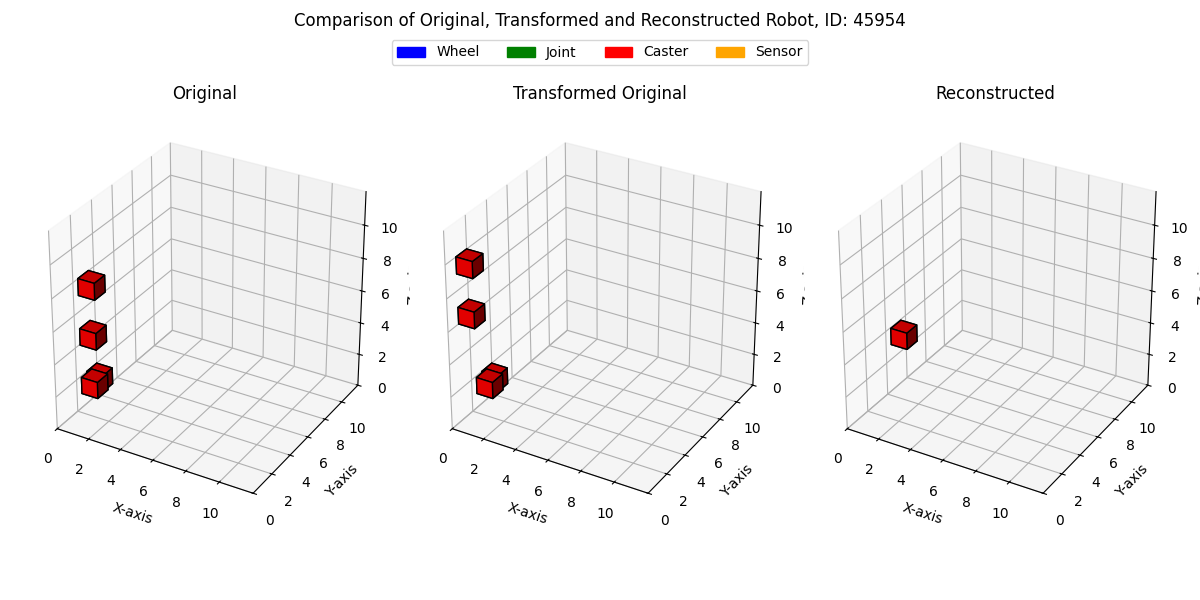 Comparison of Original, Transformed and Reconstructed Robot, ID: 45954
Wheel Joint Caster Sensor
Original
Transformed Original
Reconstructed
0 2 4 6 8 10
X-axis
0 2 4 6 8 10
Y-axis
0 2 4 6 8 10
0 2 4 6 8 10
X-axis
0 2 4 6 8 10
Y-axis
0 2 4 6 8 10
0 2 4 6 8 10
X-axis
0 2 4 6 8 10
Y-axis
0 2 4 6 8 10